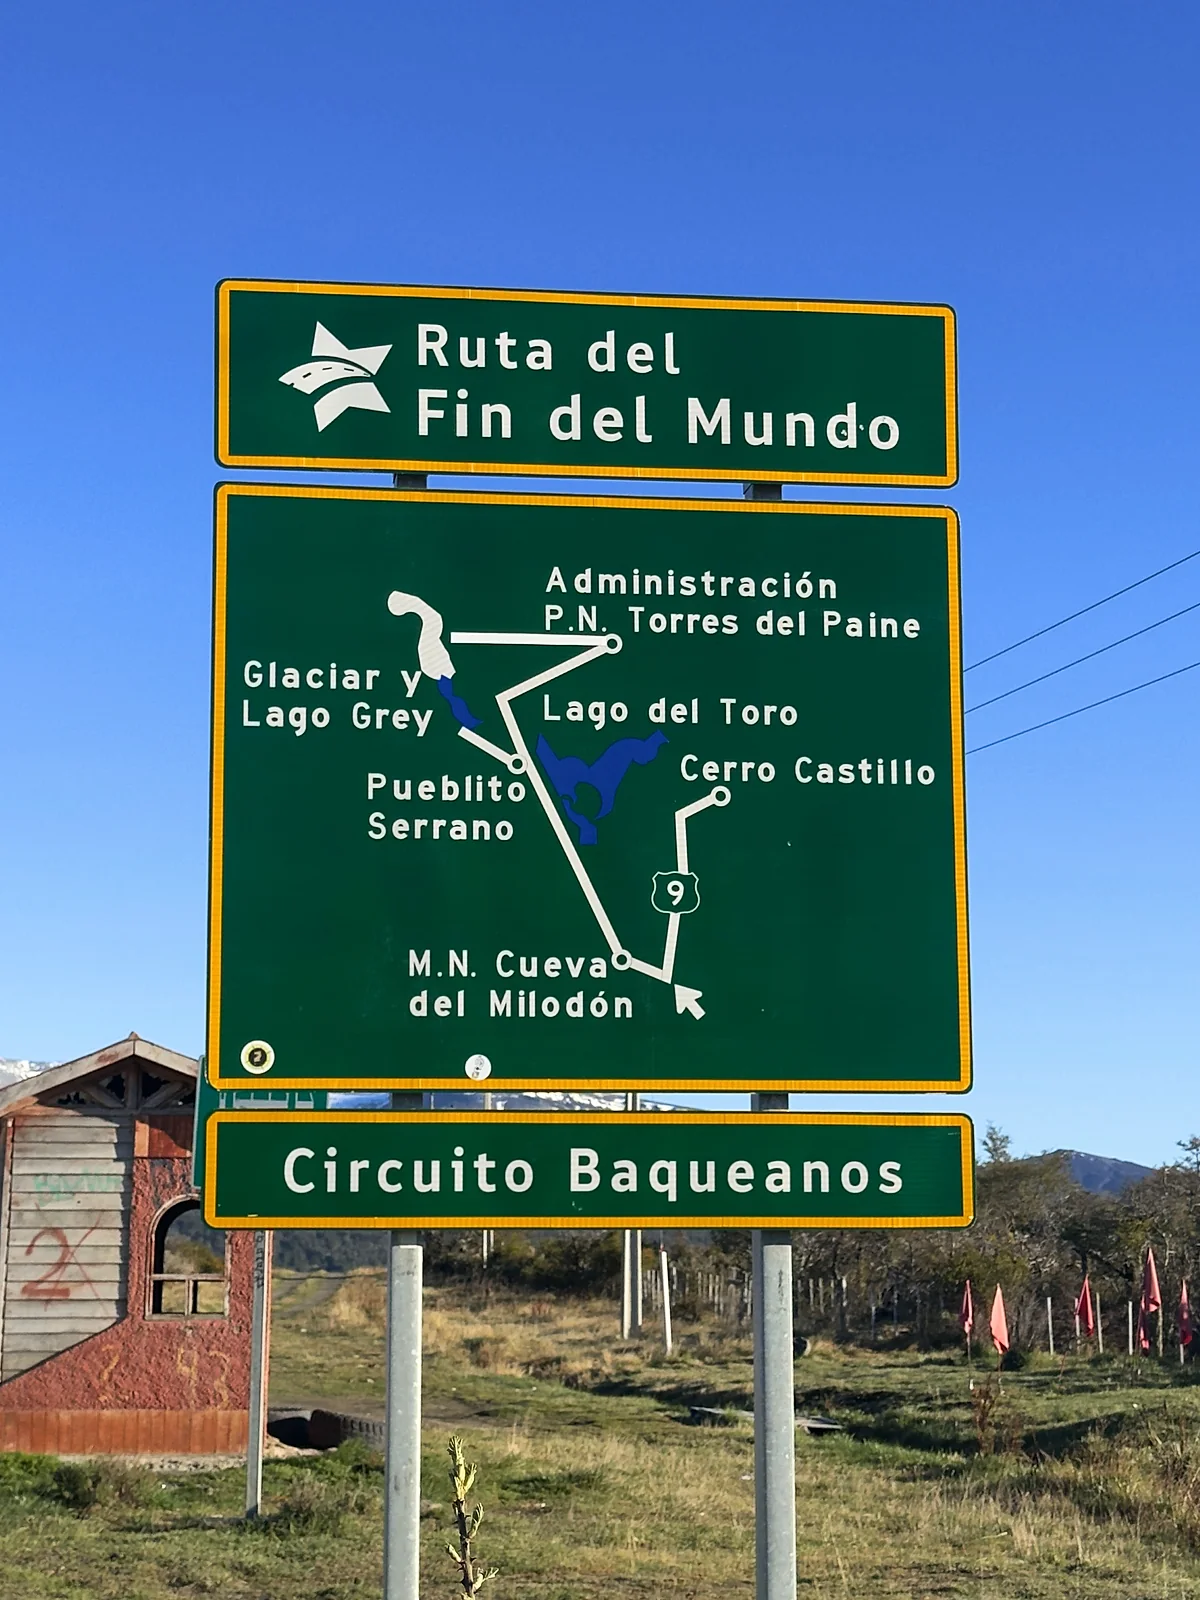 Ruta del
Fin del Mundo
Administración
P.N. Torres del Paine
Glaciar y
Lago Grey
Lago del Toro
Cerro Castillo
Pueblito
Serrano
9
M.N. Cueva
del Milodón
Circuito Baqueanos
2